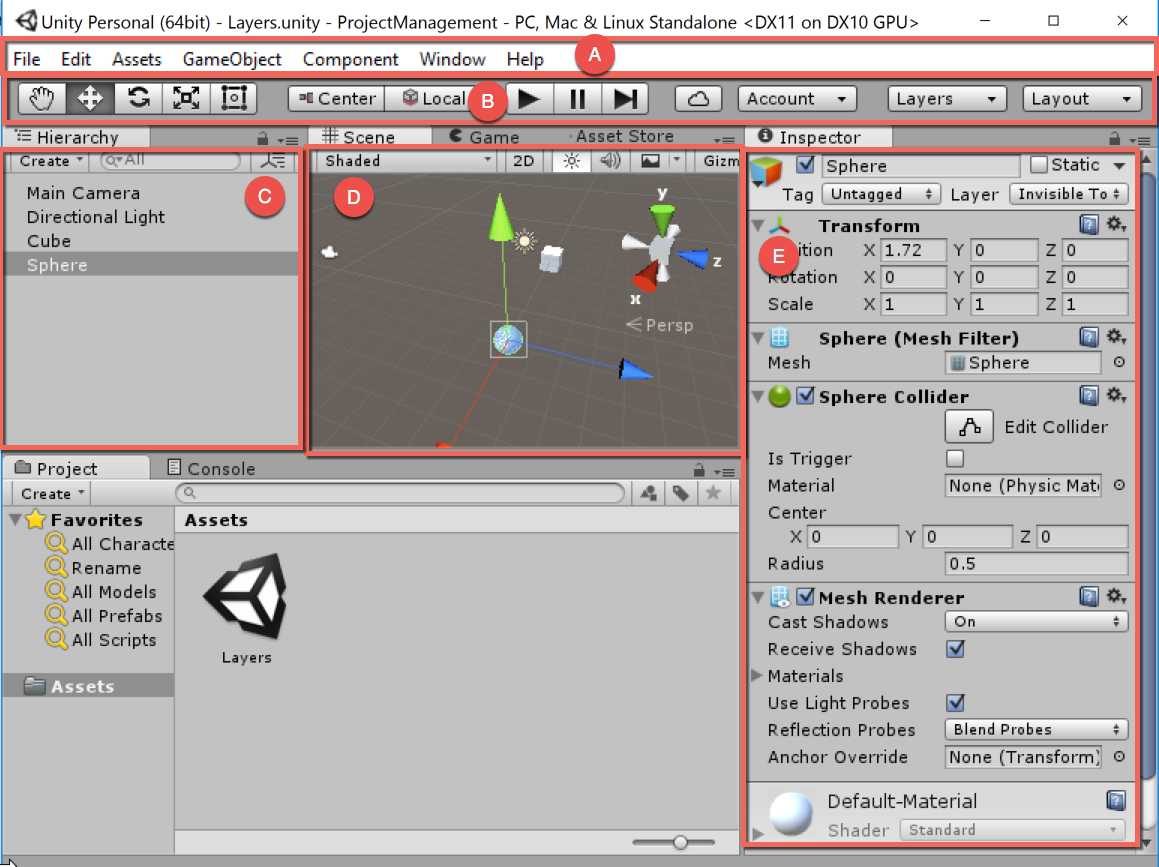 Unity Personal (64bit) - Layers.unity - ProjectManagement - PC, Mac & Linux Standalone <DX11 on DX10 GPU>
File Edit Assets GameObject Component Window Help A
Center Local B Account Layers Layout
Hierarchy
Create All
C
Main Camera
Directional Light
Cube
Sphere
Scene Game Asset Store
Shaded 2D Gizm
D
y
z
x
Persp
Inspector
Sphere Static
Tag Untagged Layer Invisible To
Transform
E
X 1.72 Y 0 Z 0
Rotation X 0 Y 0 Z 0
Scale X 1 Y 1 Z 1
Sphere (Mesh Filter)
Mesh Sphere
Sphere Collider
Edit Collider
Is Trigger
Material None (Physic Mate
Center
X 0 Y 0 Z 0
Radius 0.5
Mesh Renderer
Cast Shadows On
Receive Shadows
Materials
Use Light Probes
Reflection Probes Blend Probes
Anchor Override None (Transform)
Default-Material
Shader Standard
Project Console
Create
Favorites
All Characte
Rename
All Models
All Prefabs
All Scripts
Assets
Assets
Layers